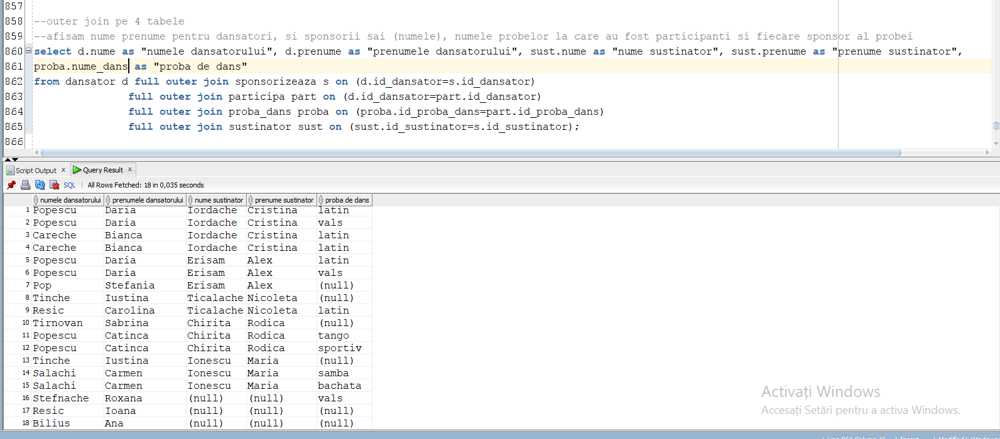 857
858 --outer join pe 4 tabele
859 --afisam nume prenume pentru dansatori, si sponsorii sai (numele), numele probelor la care au fost participanti si fiecare sponsor al probei
860 select d.nume as "numele dansatorului", d.prenume as "prenumele dansatorului", sust.nume as "nume sustinator", sust.prenume as "prenume sustinator",
861 proba.nume_dans as "proba de dans"
862 from dansator d full outer join sponsorizeaza s on (d.id_dansator=s.id_dansator)
863 full outer join participa part on (d.id_dansator=part.id_dansator)
864 full outer join proba_dans proba on (proba.id_proba_dans=part.id_proba_dans)
865 full outer join sustinator sust on (sust.id_sustinator=s.id_sustinator);
866
Script Output x Query Result x
SQL | All Rows Fetched: 18 in 0,035 seconds
numele dansatorului prenumele dansatorului nume sustinator prenume sustinator proba de dans
1 Popescu Daria Iordache Cristina latin
2 Popescu Daria Iordache Cristina vals
3 Careche Bianca Iordache Cristina latin
4 Careche Bianca Iordache Cristina latin
5 Popescu Daria Erisam Alex latin
6 Popescu Daria Erisam Alex vals
7 Pop Stefania Erisam Alex (null)
8 Tinche Iustina Ticalache Nicoleta (null)
9 Resic Carolina Ticalache Nicoleta latin
10 Tirnovan Sabrina Chirita Rodica (null)
11 Popescu Catinca Chirita Rodica tango
12 Popescu Catinca Chirita Rodica sportiv
13 Tinche Iustina Ionescu Maria (null)
14 Salachi Carmen Ionescu Maria samba
15 Salachi Carmen Ionescu Maria bachata
16 Stefnache Roxana (null) (null) vals
17 Resic Ioana (null) (null) (null)
18 Bilius Ana (null) (null) (null)
Activați Windows
Accesați Setări pentru a activa Windows.